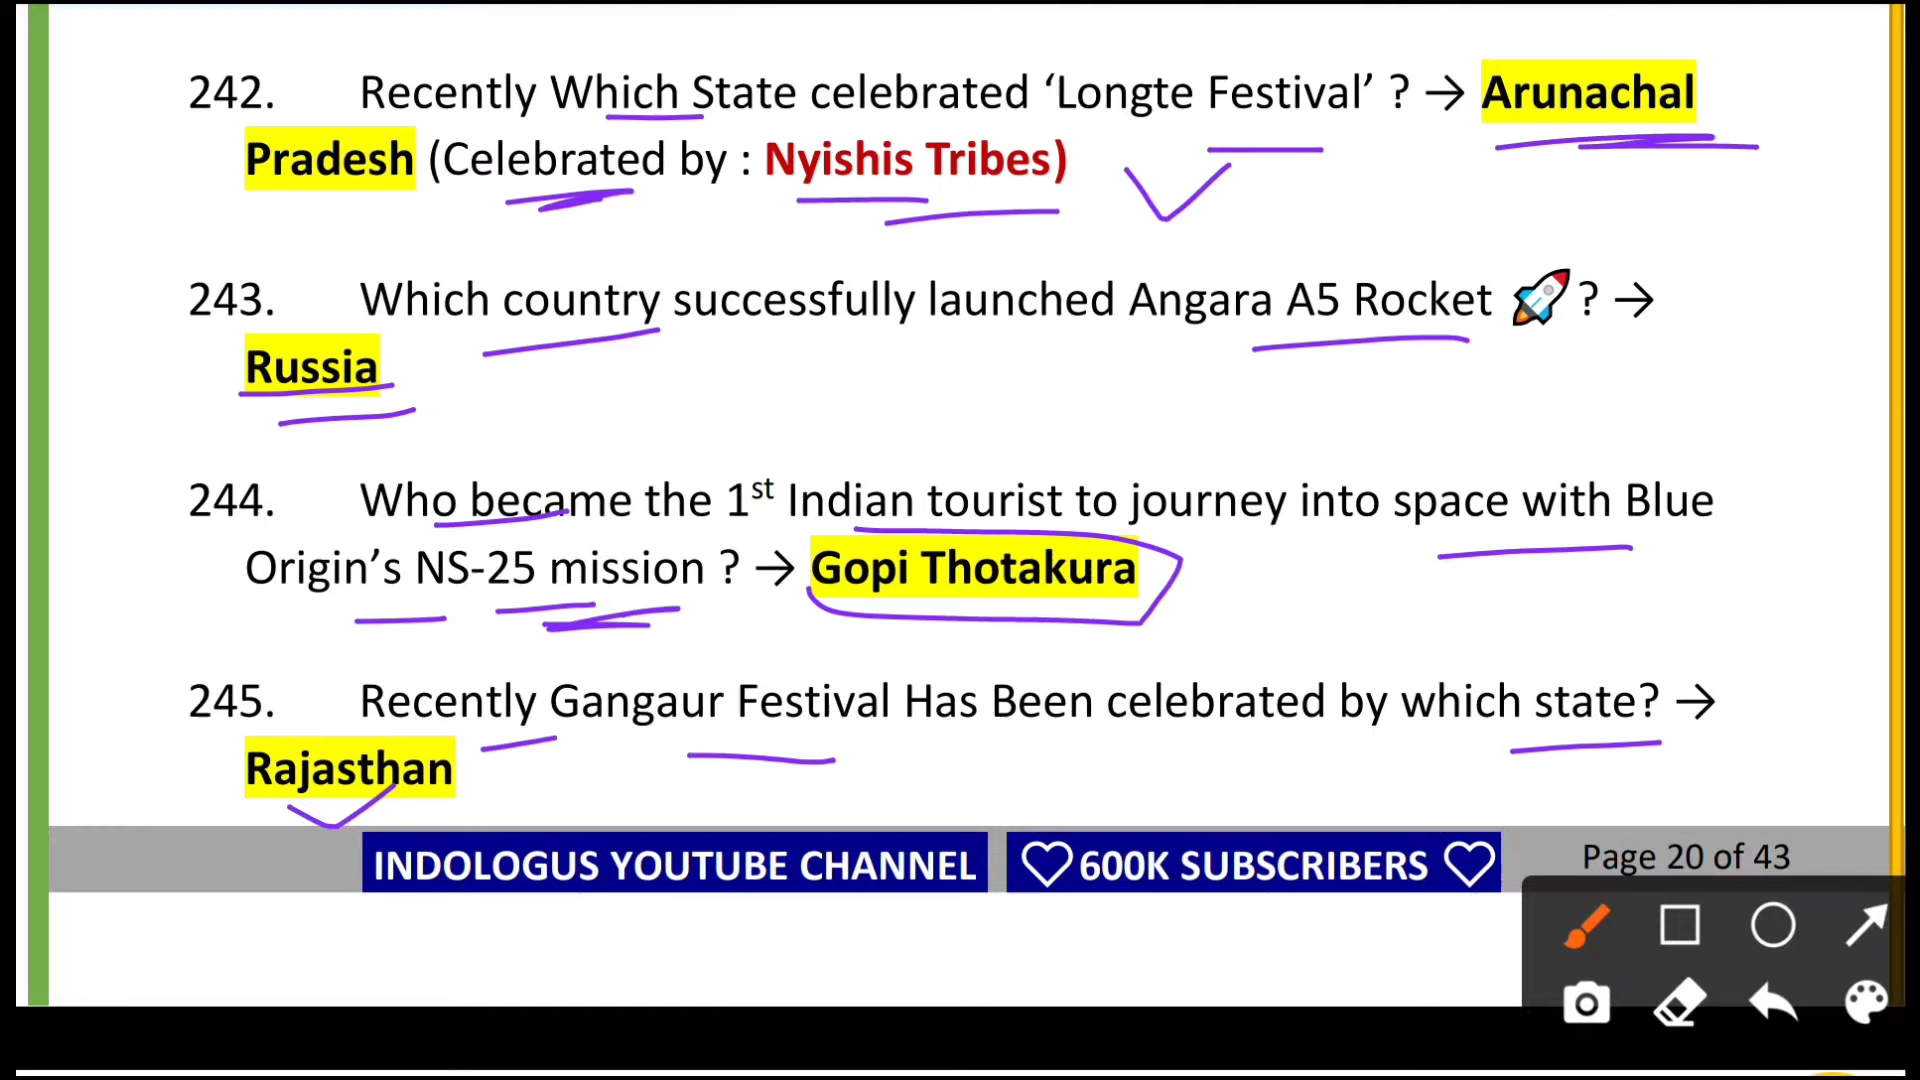 242. Recently Which State celebrated ‘Longte Festival’ ? → Arunachal
Pradesh (Celebrated by : Nyishis Tribes)
243. Which country successfully launched Angara A5 Rocket 🚀? →
Russia
244. Who became the 1st Indian tourist to journey into space with Blue
Origin’s NS-25 mission ? → Gopi Thotakura
245. Recently Gangaur Festival Has Been celebrated by which state? →
Rajasthan
INDOLOGUS YOUTUBE CHANNEL ♡ 600K SUBSCRIBERS ♡ Page 20 of 43